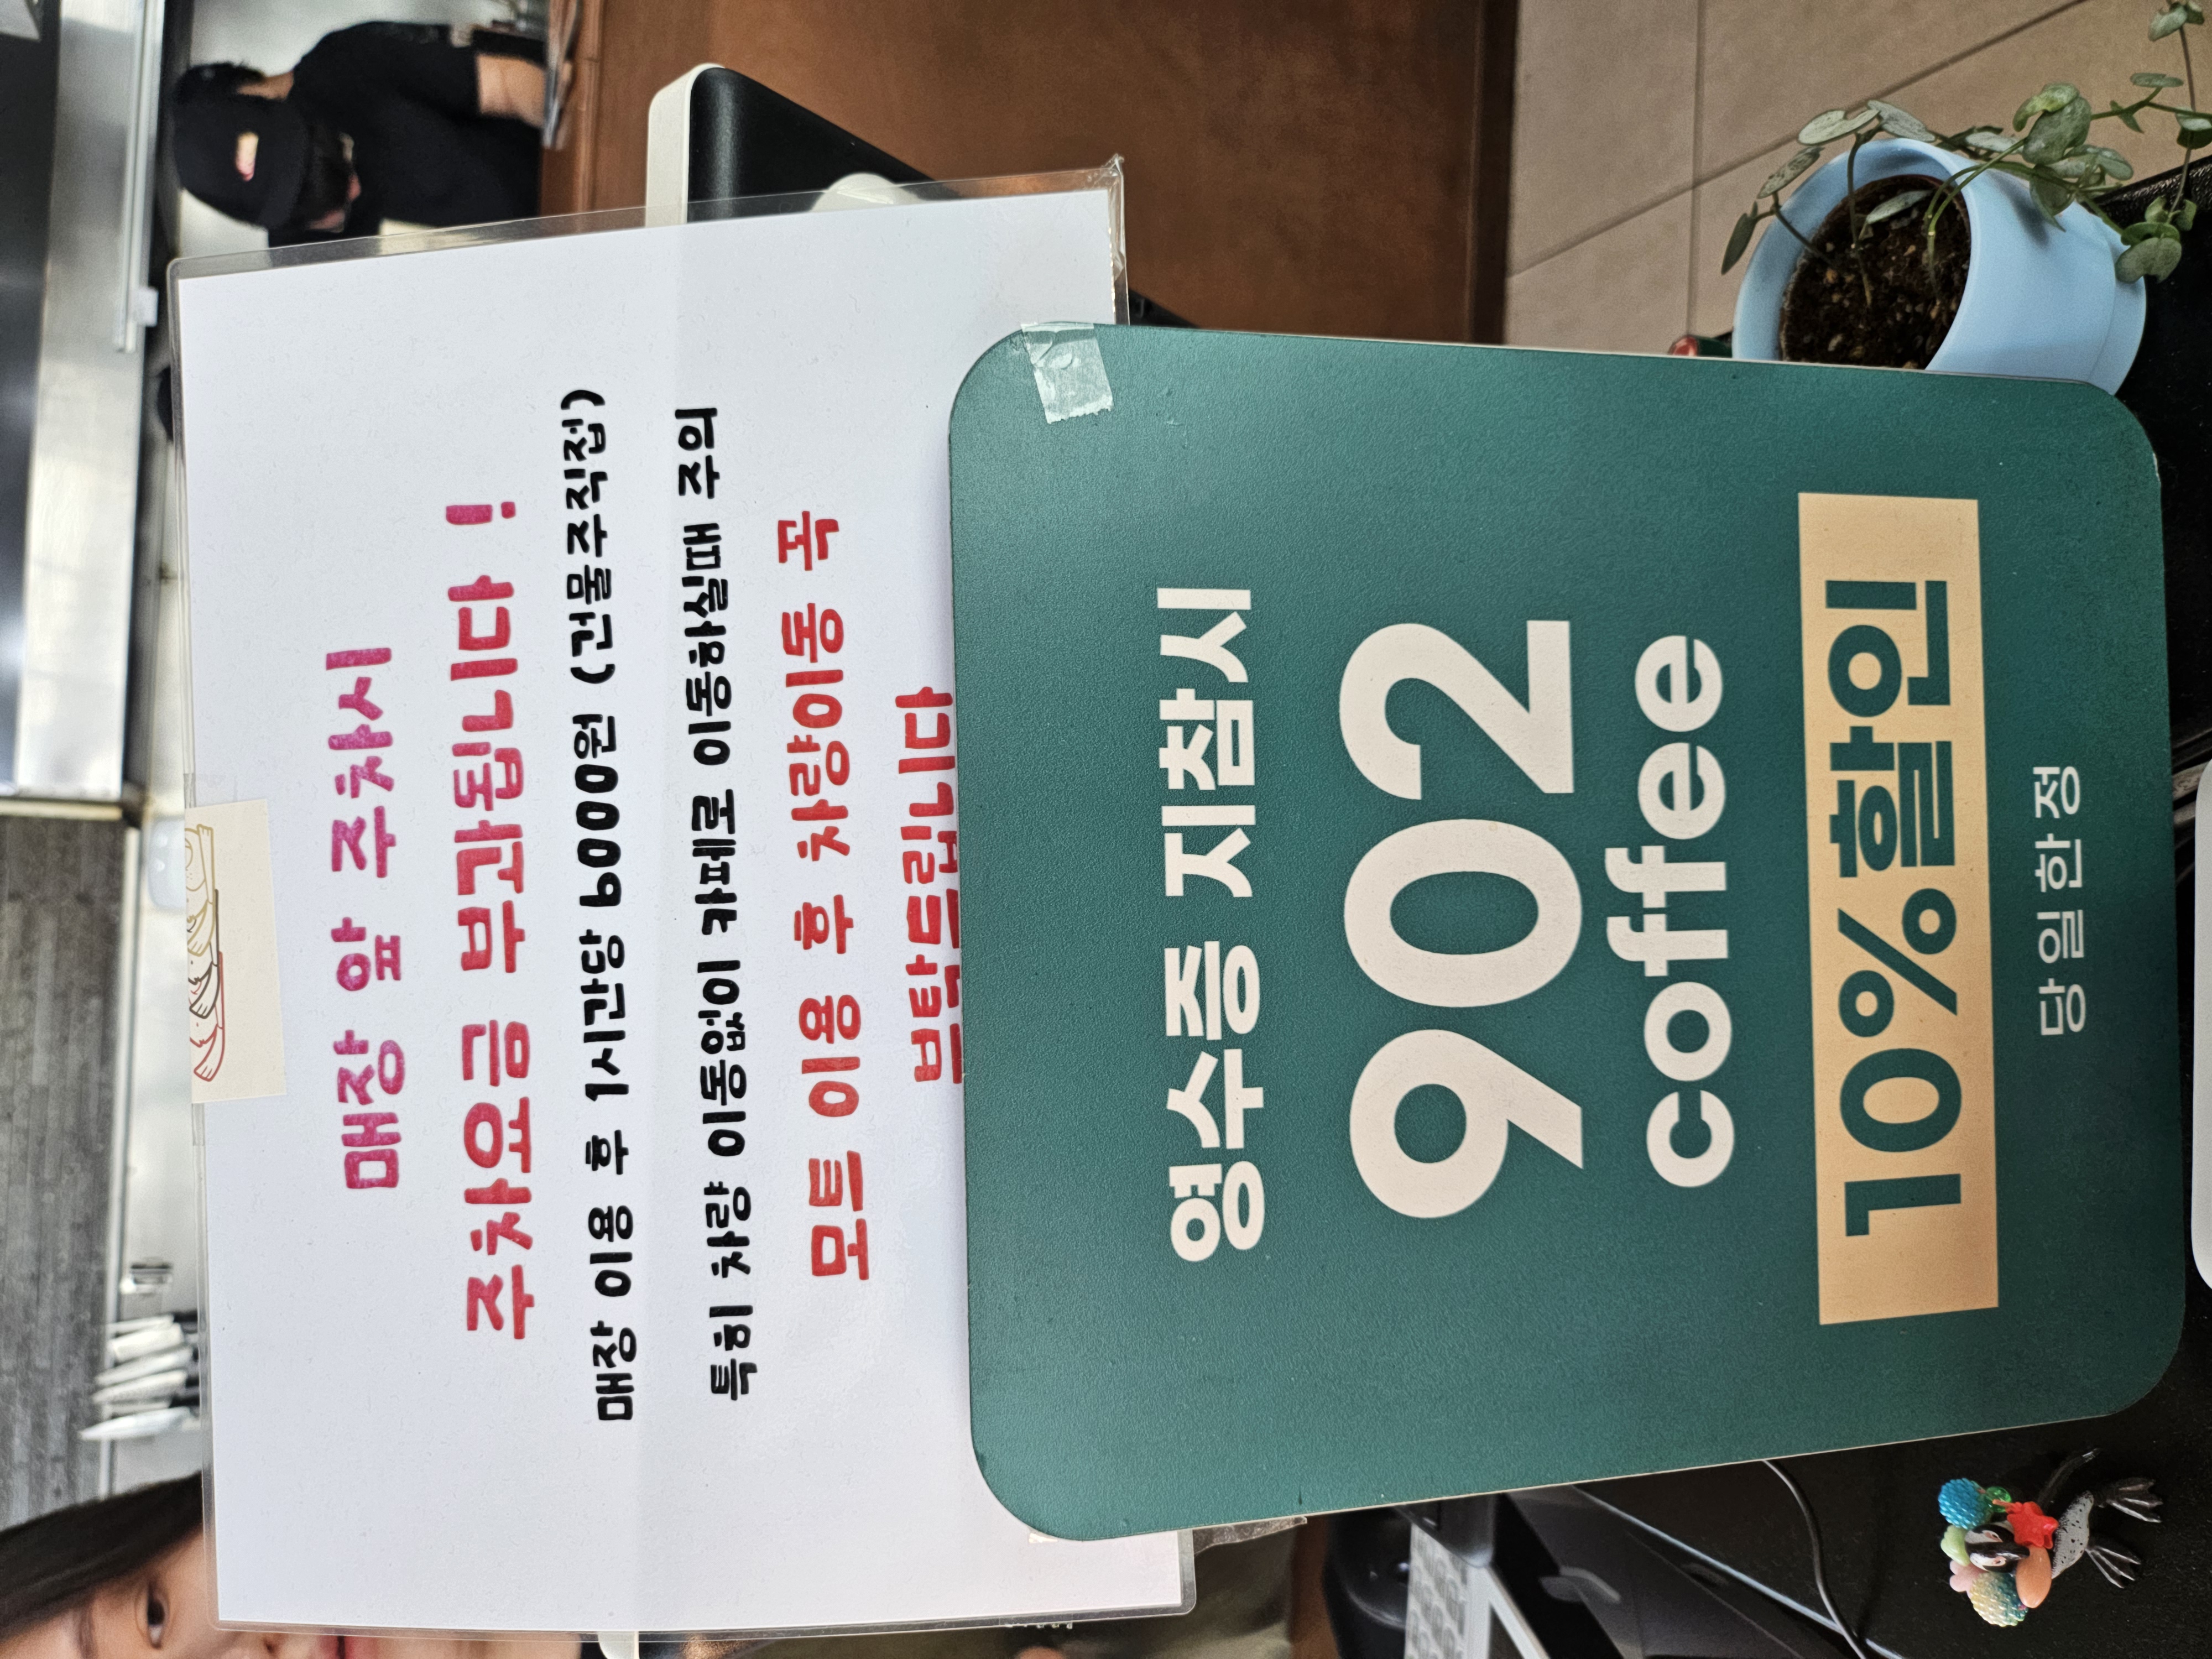 매장 앞 주차시
주차요금 부과됩니다 !
매장 이용 후 1시간당 6000원 (건물주직접)
특히 차량 이동없이 카페로 이동하실때 주의
모트 이용 후 차량이동 꼭
부탁드립니다
영수증 지참시
902
coffee
10%할인
당일한정